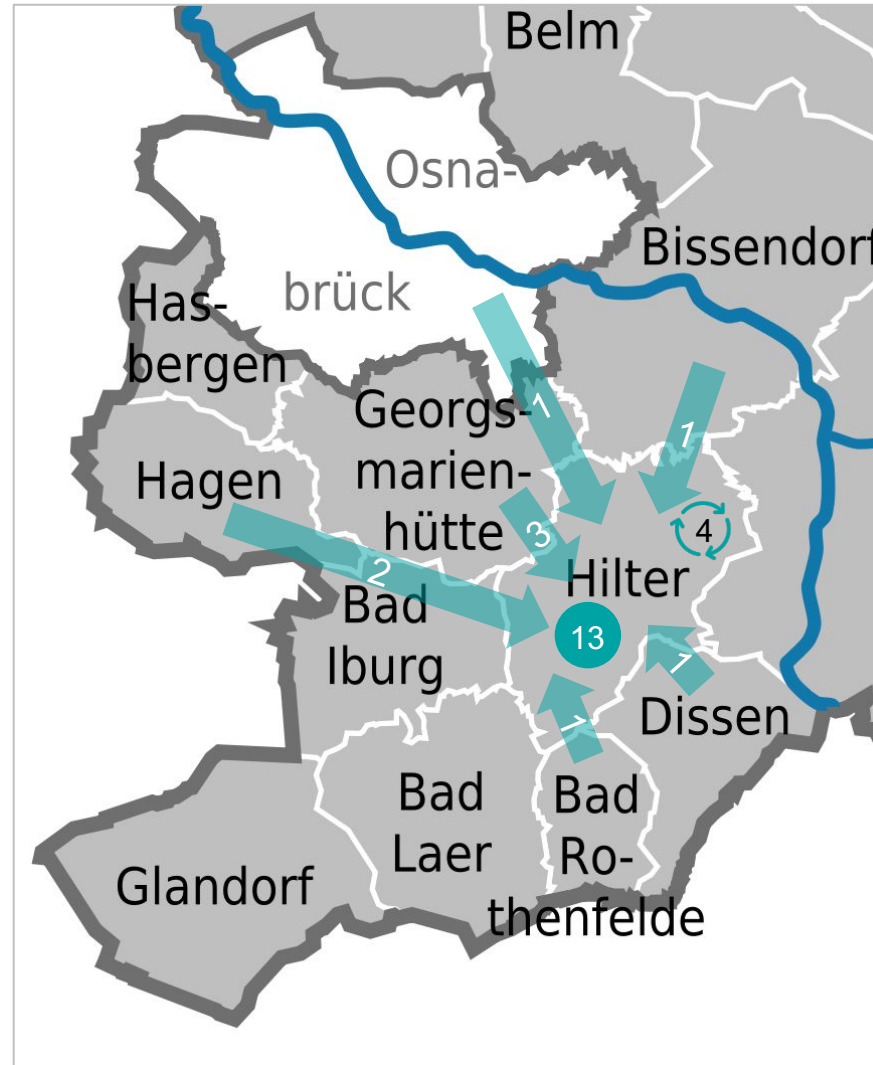 Belm
Osna-
brück
Bissendorf
Has-
bergen
Georgs-
marien-
hütte
Hagen
1
1
3
4
2
Hilter
Bad
Iburg
13
1
Dissen
1
Bad
Laer
Bad
Ro-
thenfelde
Glandorf